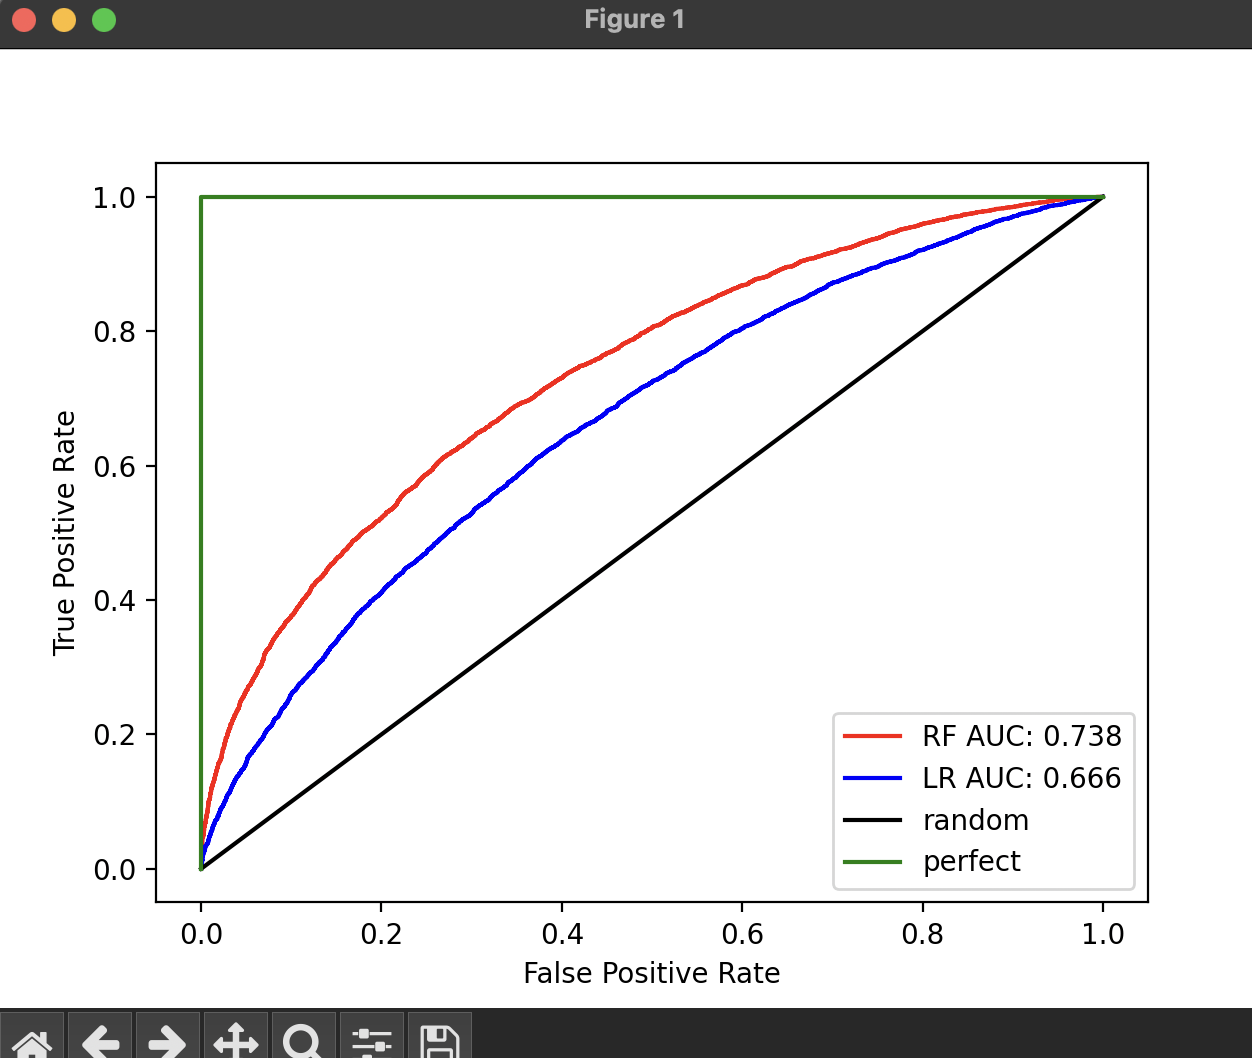 Figure 1
1.0
0.8
0.6
0.4
0.2
0.0
True Positive Rate
RF AUC: 0.738
LR AUC: 0.666
random
perfect
0.0 0.2 0.4 0.6 0.8 1.0
False Positive Rate